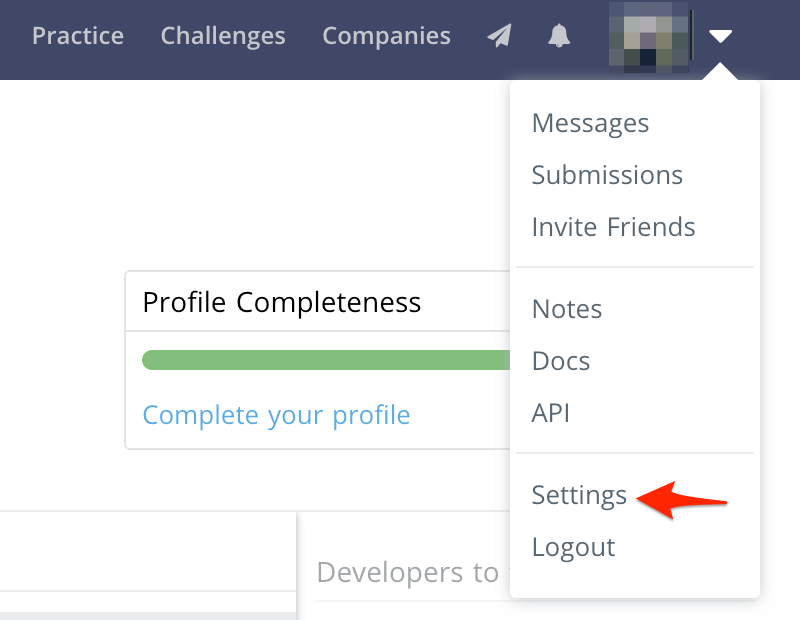 Practice Challenges Companies
Messages
Submissions
Invite Friends
Notes
Docs
API
Settings
Logout
Profile Completeness
Complete your profile
Developers to